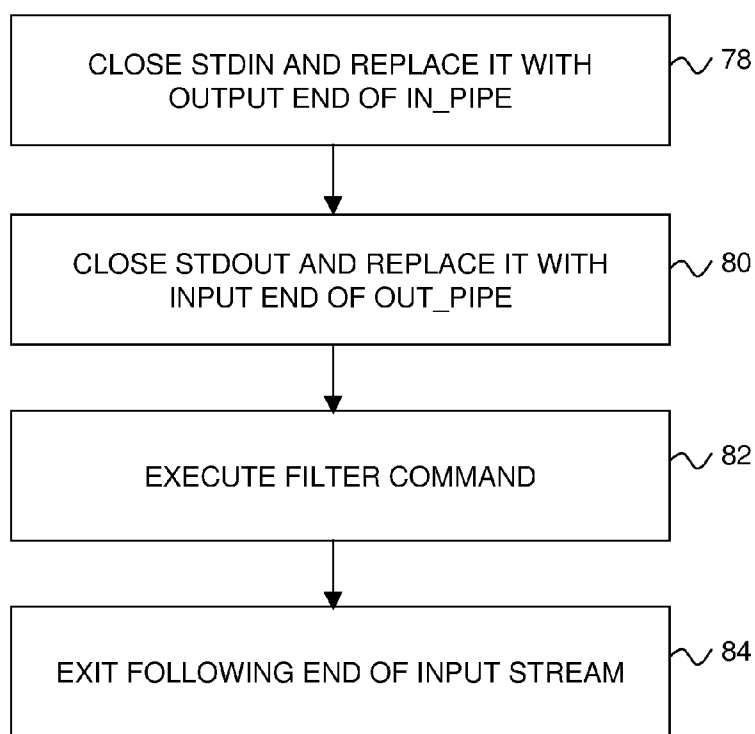 CLOSE STDIN AND REPLACE IT WITH
OUTPUT END OF IN_PIPE
78
CLOSE STDOUT AND REPLACE IT WITH
INPUT END OF OUT_PIPE
80
EXECUTE FILTER COMMAND
82
EXIT FOLLOWING END OF INPUT STREAM
84